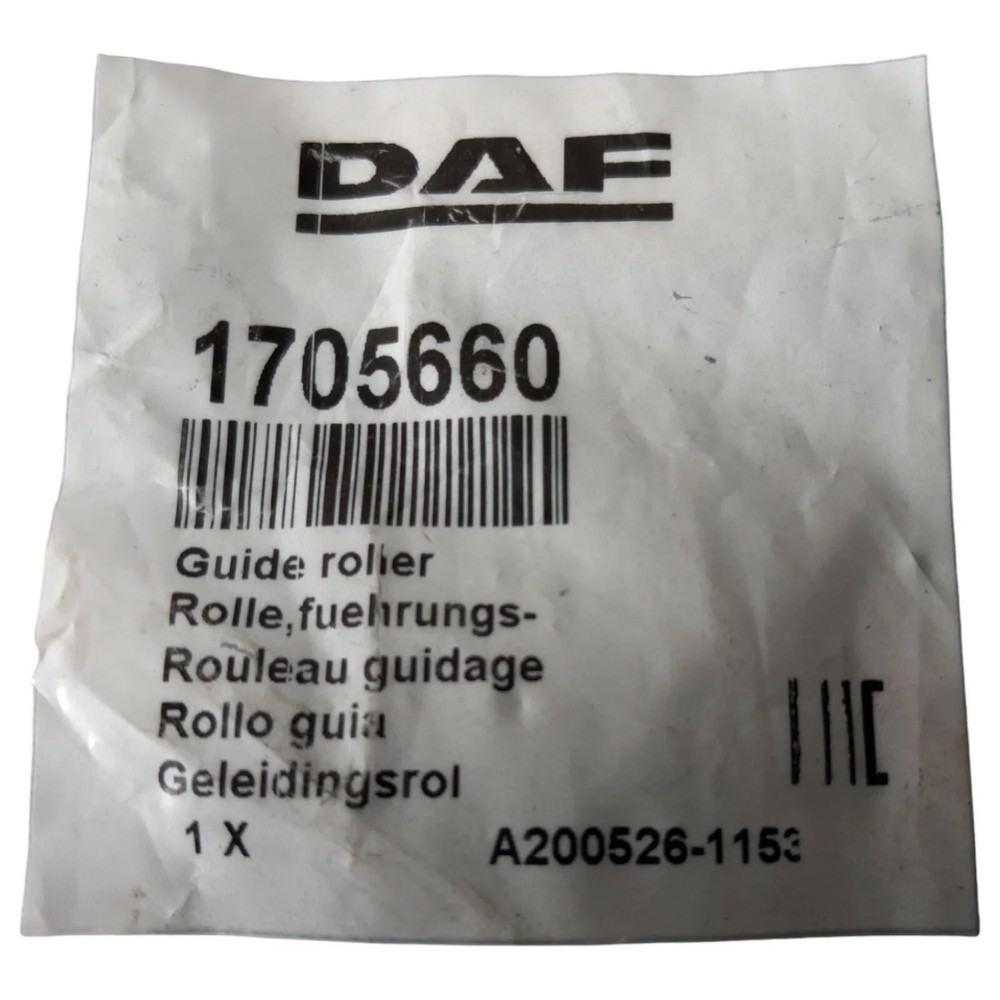 DAF
1705660
Guide roller
Rolle,fuehrungs-
Rouleau guidage
Rollo guia
Geleidingsrol
1 X
A200526-1153